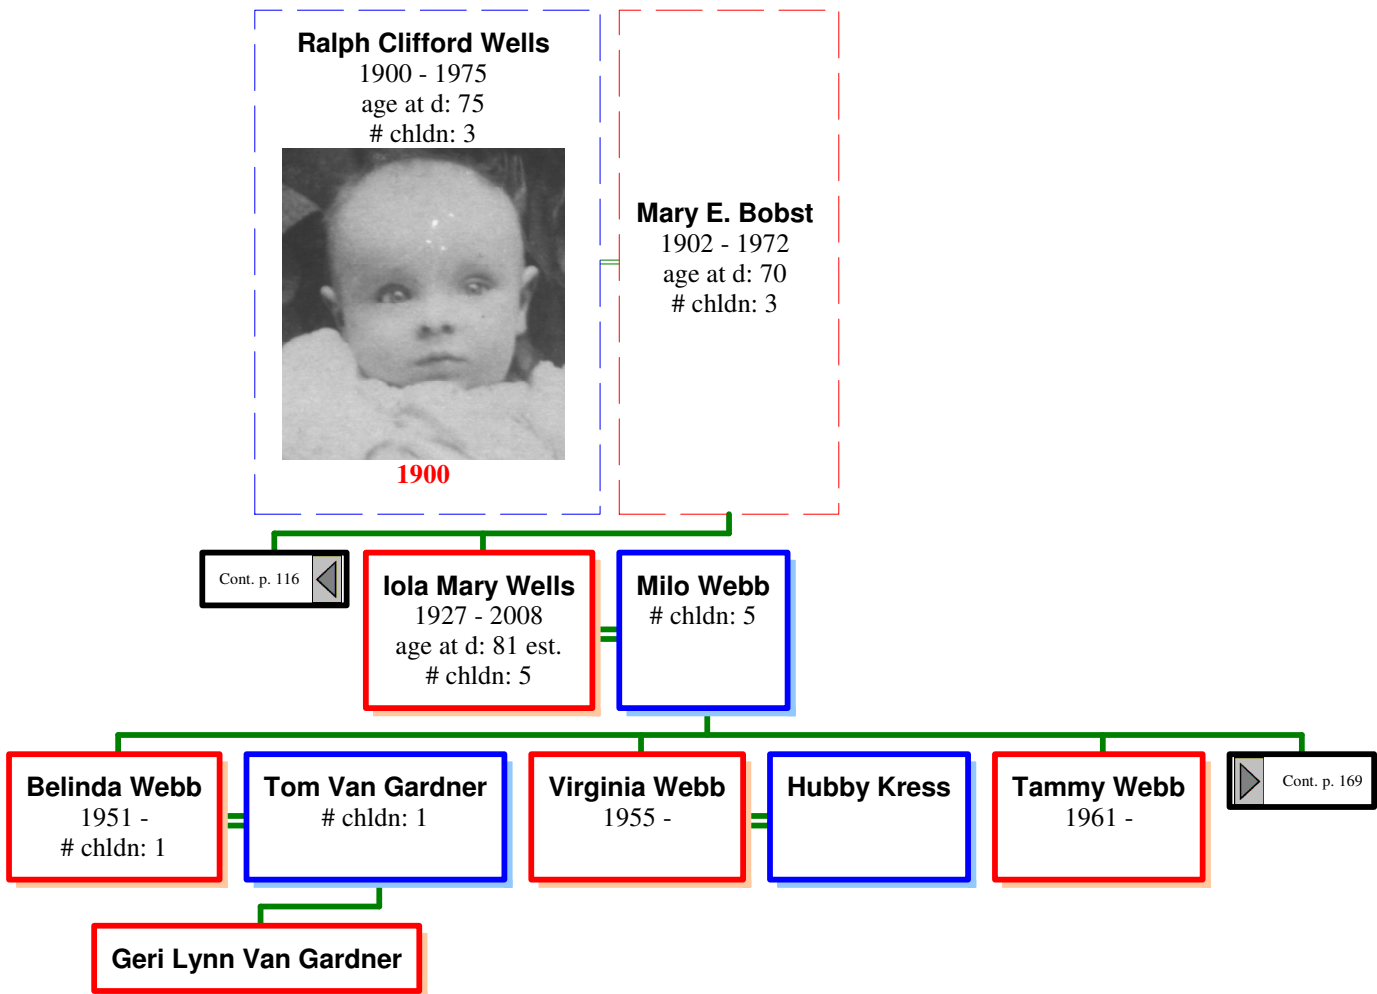 Ralph Clifford Wells
1900 - 1975
age at d: 75
# chldn: 3
1900
Mary E. Bobst
1902 - 1972
age at d: 70
# chldn: 3
Cont. p. 116
Iola Mary Wells
1927 - 2008
age at d: 81 est.
# chldn: 5
Milo Webb
# chldn: 5
Belinda Webb
1951 -
# chldn: 1
Tom Van Gardner
# chldn: 1
Virginia Webb
1955 -
Hubby Kress
Tammy Webb
1961 -
Cont. p. 169
Geri Lynn Van Gardner